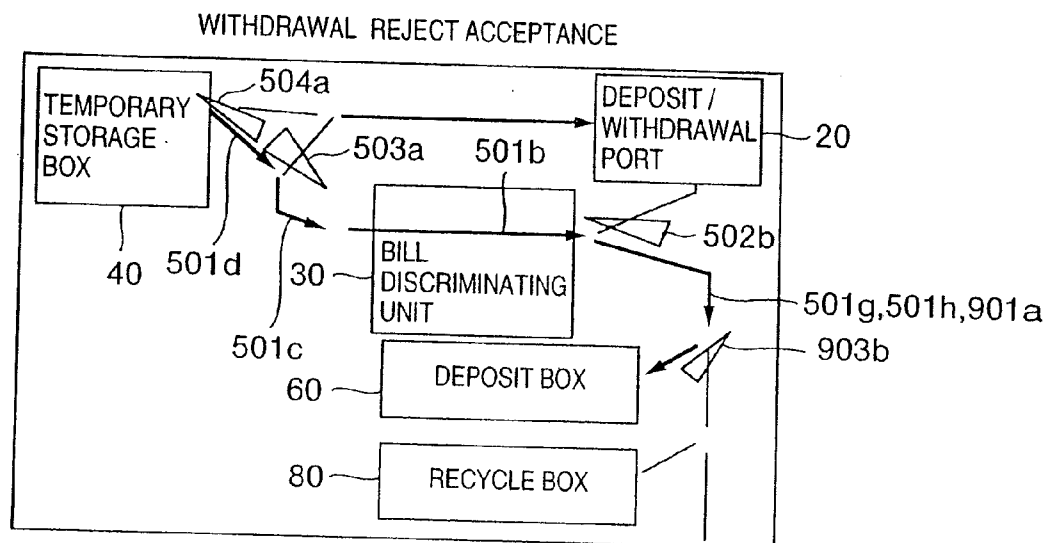 WITHDRAWAL REJECT ACCEPTANCE
504a
TEMPORARY
STORAGE
BOX
DEPOSIT /
WITHDRAWAL
PORT
20
503a
501b
502b
40
501d
30
BILL
DISCRIMINATING
UNIT
501g,501h,901a
501c
903b
60
DEPOSIT BOX
80
RECYCLE BOX